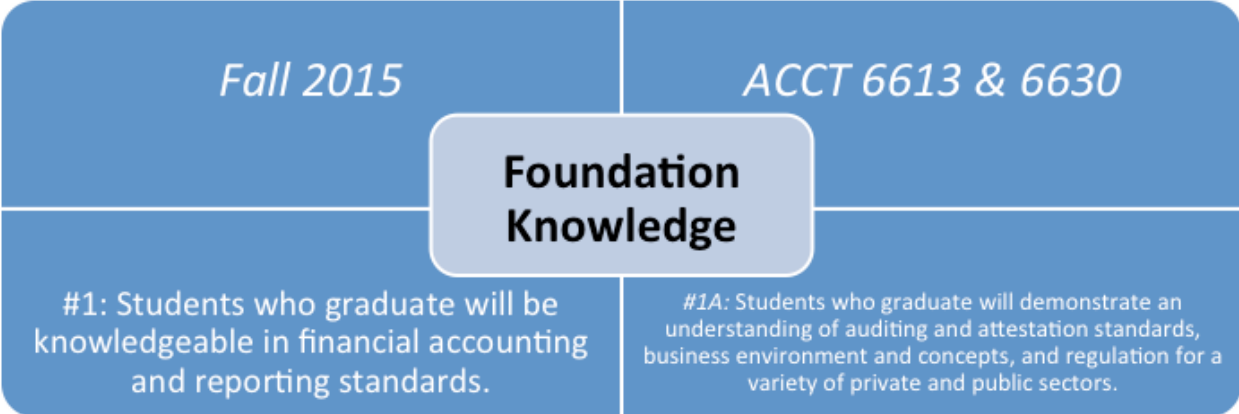 Fall 2015
ACCT 6613 & 6630
Foundation
Knowledge
#1: Students who graduate will be
knowledgeable in financial accounting
and reporting standards.
#1A: Students who graduate will demonstrate an
understanding of auditing and attestation standards,
business environment and concepts, and regulation for a
variety of private and public sectors.